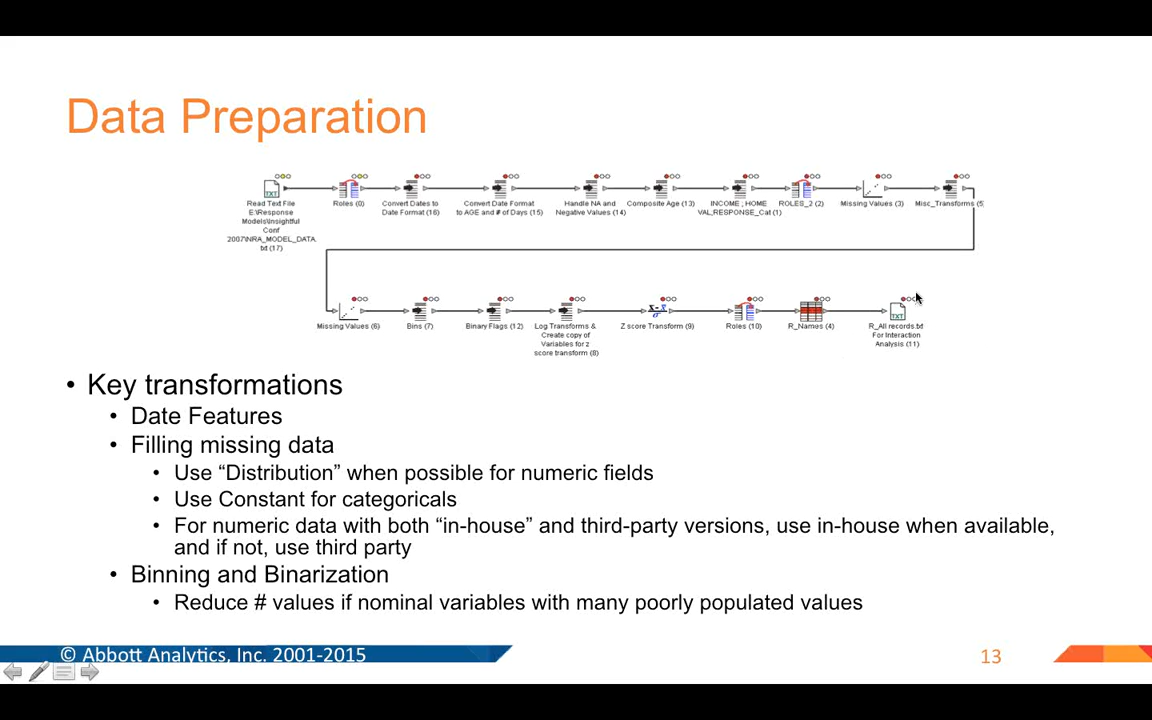 Data Preparation
TXT
Read Text File
E:\Response
Models\Insightful
Conf
2007\NRA_MODEL_DATA.
txt (17)
Roles (0)
Convert Dates to
Date Format (16)
Convert Date Format
to AGE and # of Days (15)
Handle NA and
Negative Values (14)
Composite Age (13)
INCOME ; HOME
VAL_RESPONSE_Cat (1)
ROLES_2 (2)
Missing Values (3)
Misc_Transforms (5
Missing Values (6)
Bins (7)
Binary Flags (12)
Log Transforms &
Create copy of
Variables for z
score transform (8)
Z score Transform (9)
Roles (10)
R_Names (4)
TXT
R_All records.txt
For Interaction
Analysis (11)
• Key transformations
• Date Features
• Filling missing data
• Use “Distribution” when possible for numeric fields
• Use Constant for categoricals
• For numeric data with both “in-house” and third-party versions, use in-house when available,
and if not, use third party
• Binning and Binarization
• Reduce # values if nominal variables with many poorly populated values
© Abbott Analytics, Inc. 2001-2015
13